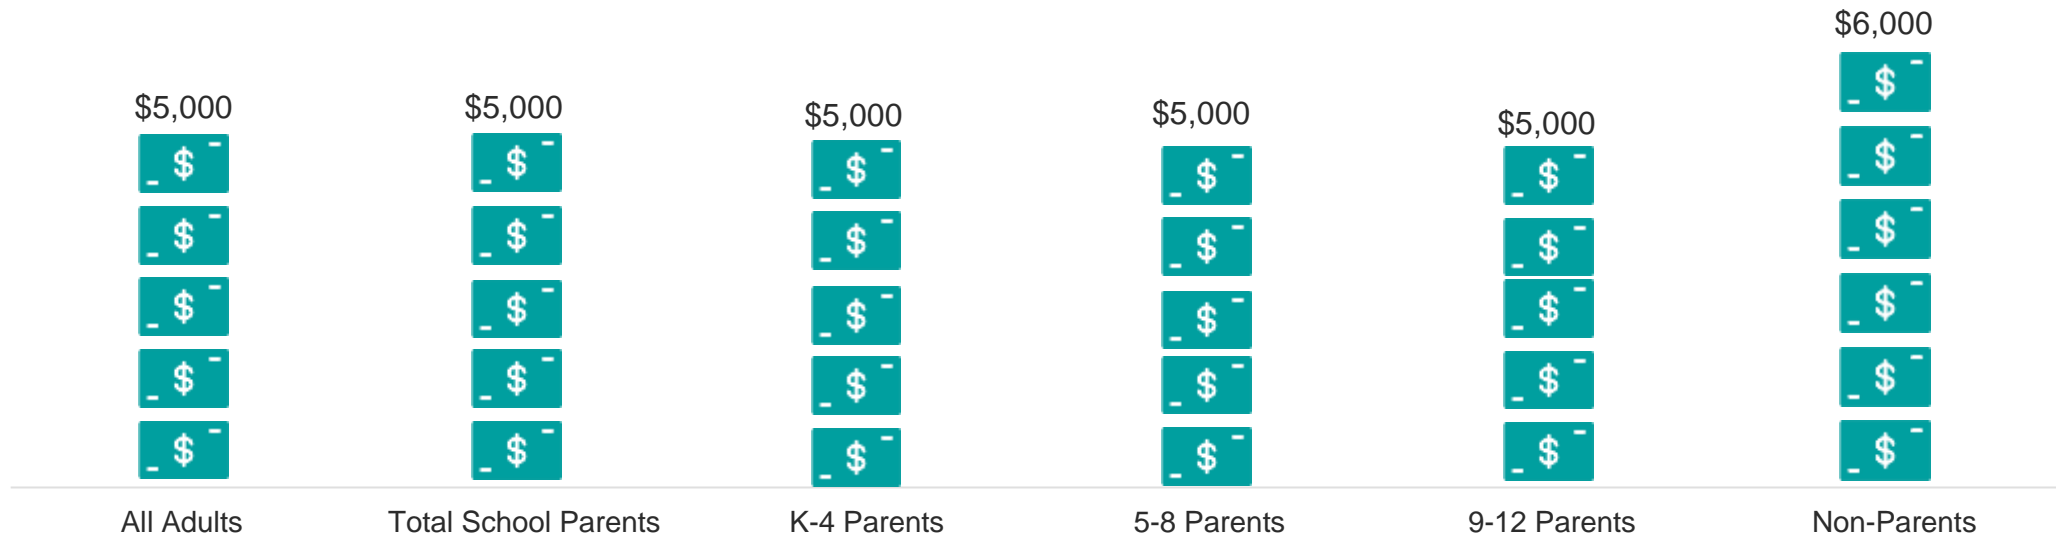 $6,000
$5,000 $5,000 $5,000 $5,000 $5,000
$ $ $ $ $ $
$ $ $ $ $ $
$ $ $ $ $ $
$ $ $ $ $ $
$ $ $ $ $ $
$
All Adults Total School Parents K-4 Parents 5-8 Parents 9-12 Parents Non-Parents